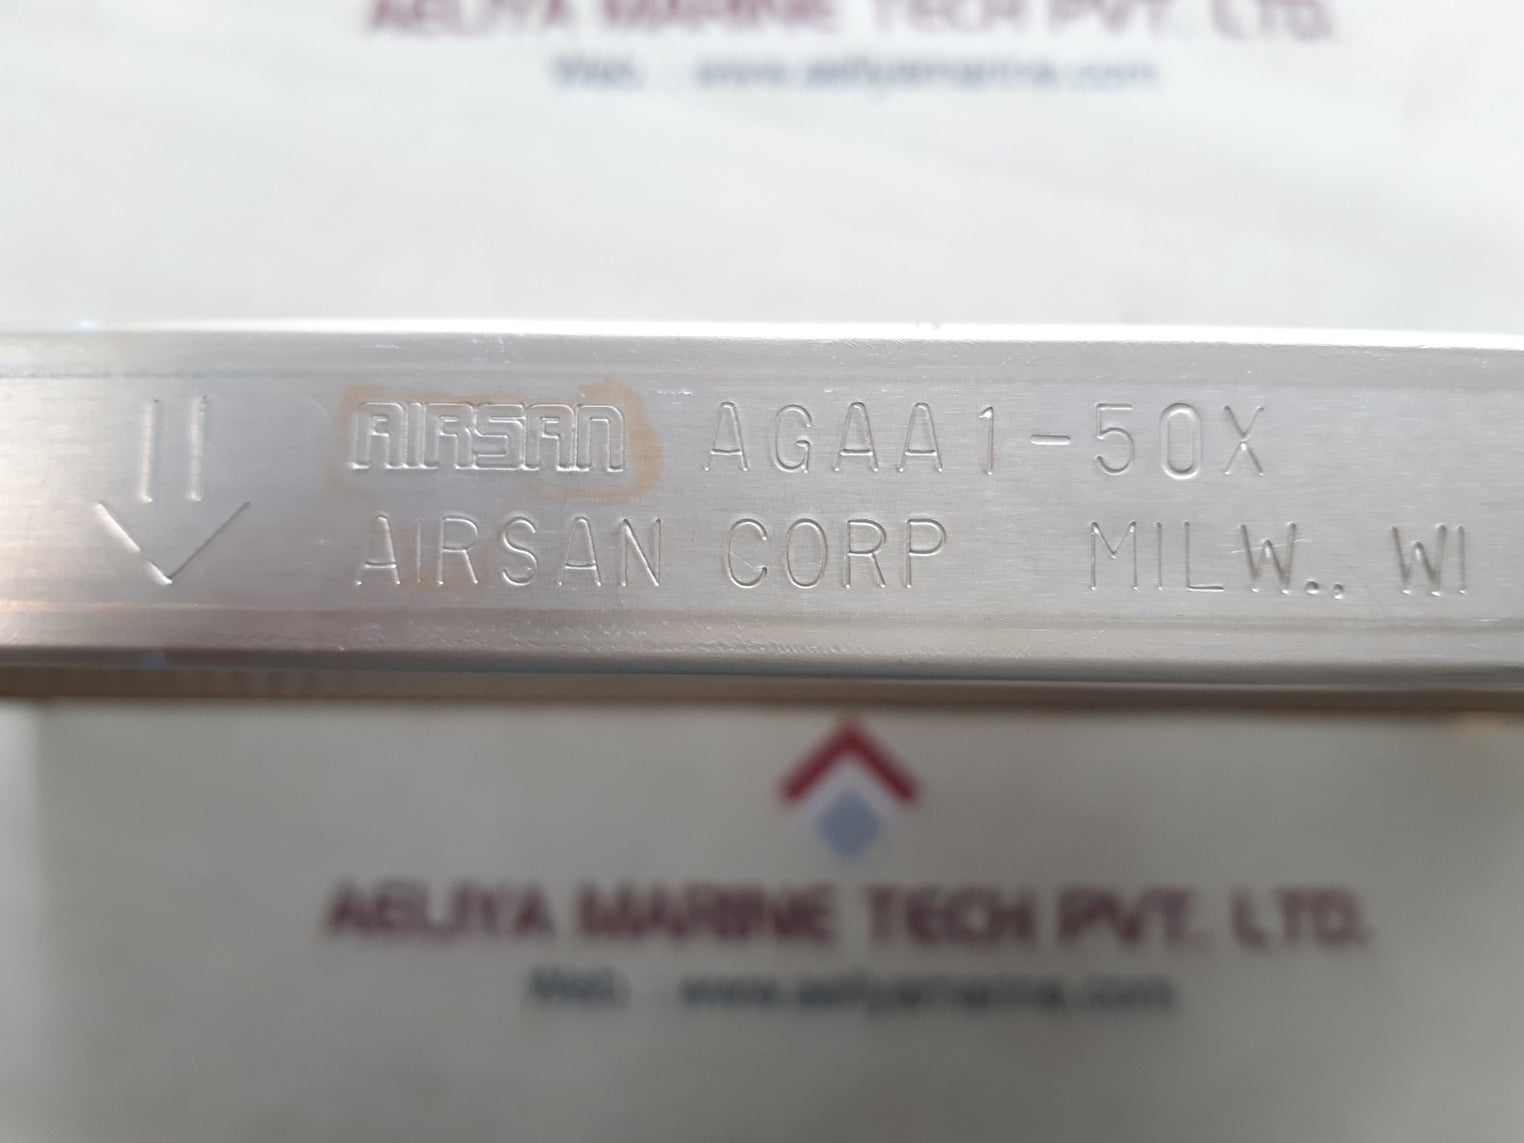 AELIYA MARINE TECH PVT. LTD.
Web. : www.aeliyamarine.com
AIRSAN AGAA1-50X
AIRSAN CORP MILW., WI
AELIYA MARINE TECH PVT. LTD.
Web. : www.aeliyamarine.com